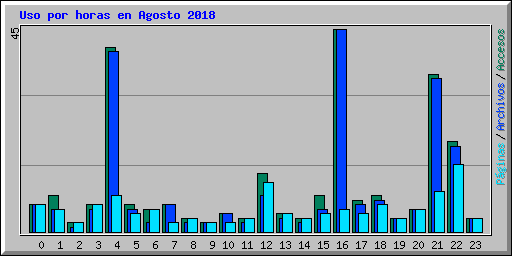 Uso por horas en Agosto 2018
45
Páginas / Archivos / Accesos
0 1 2 3 4 5 6 7 8 9 10 11 12 13 14 15 16 17 18 19 20 21 22 23